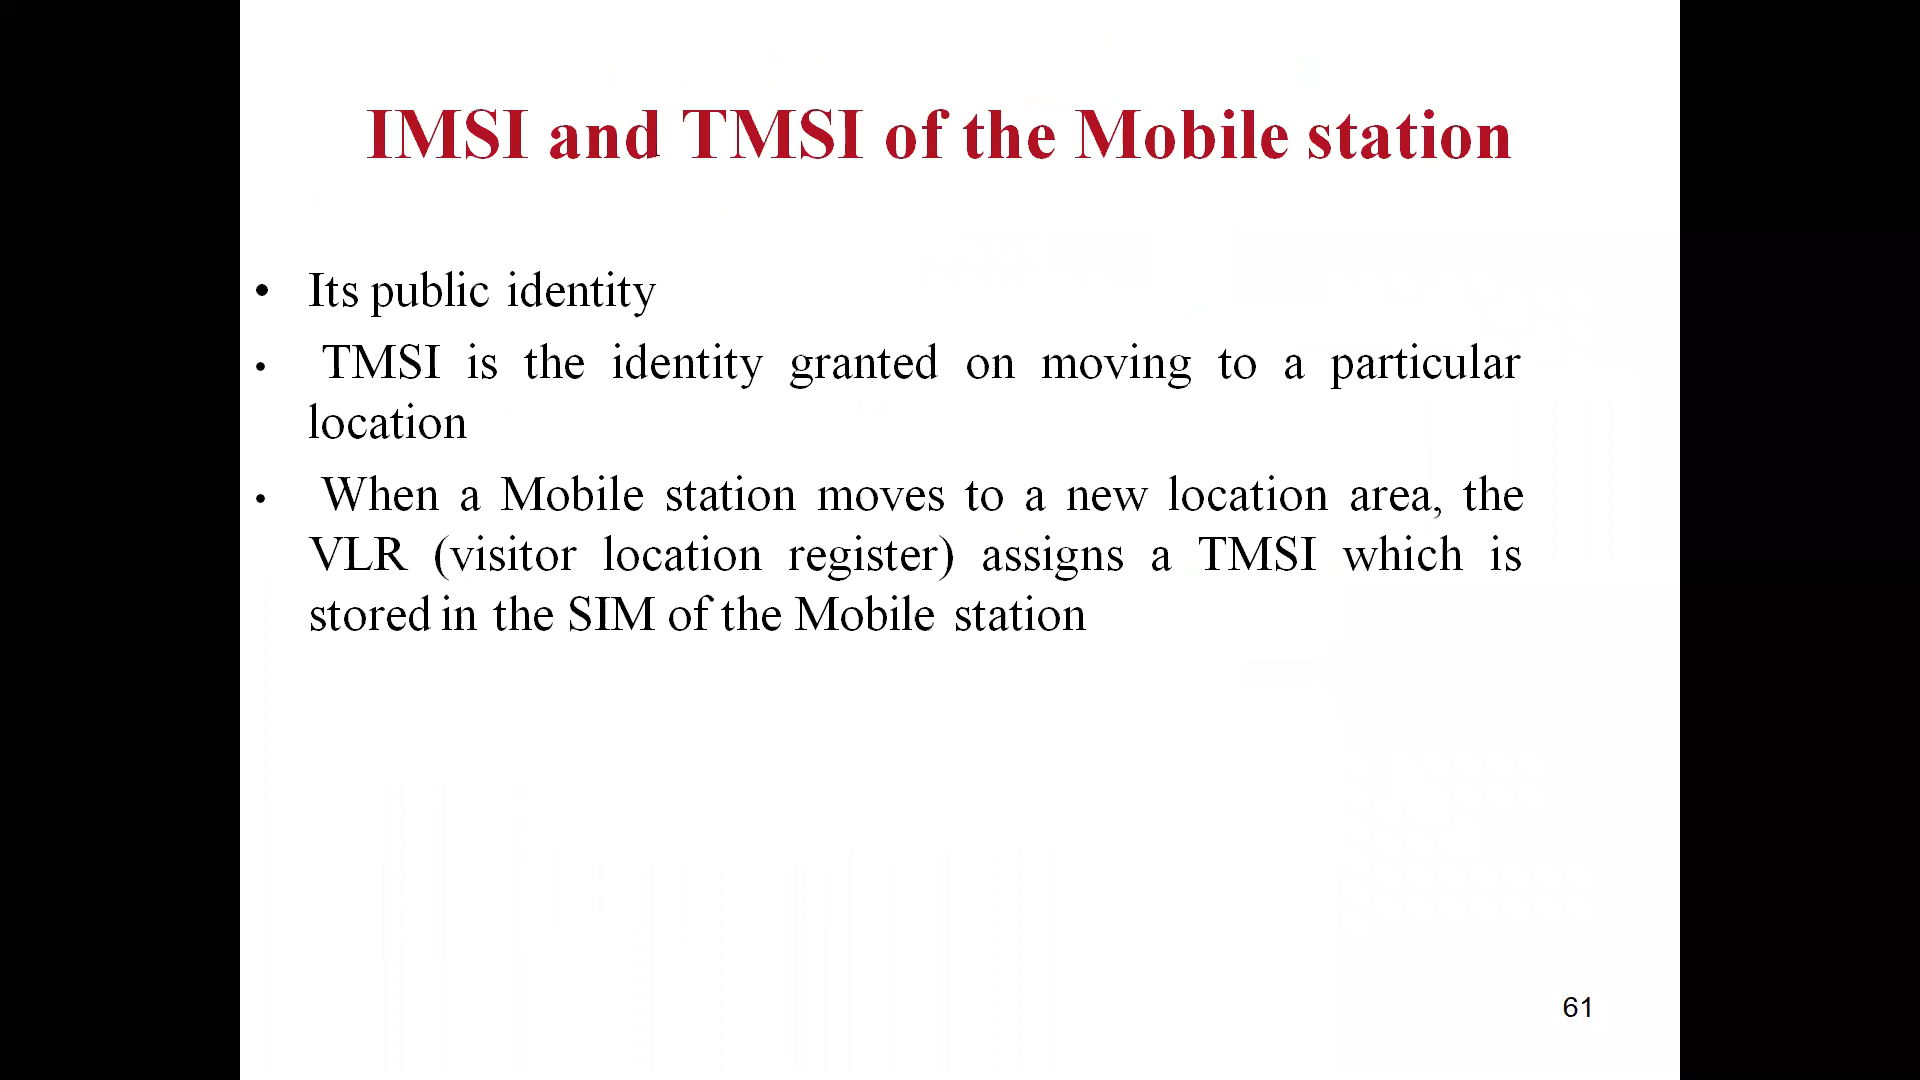 IMSI and TMSI of the Mobile station
• Its public identity
• TMSI is the identity granted on moving to a particular
location
• When a Mobile station moves to a new location area, the
VLR (visitor location register) assigns a TMSI which is
stored in the SIM of the Mobile station
61